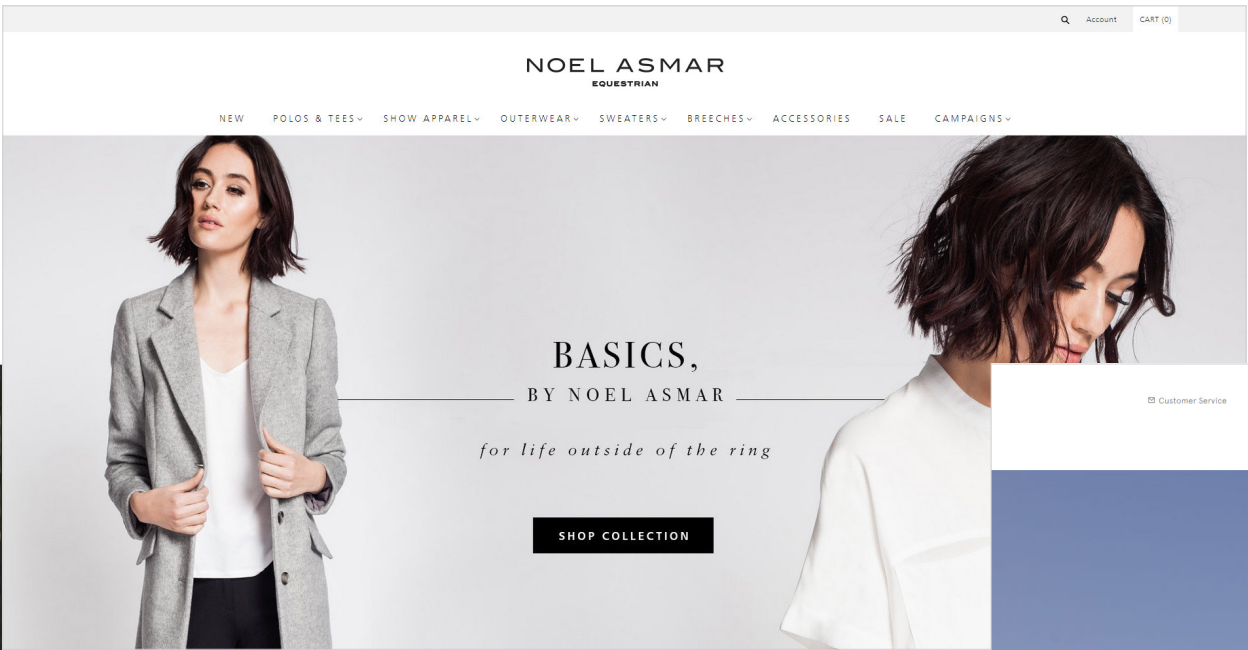 Account CART (0)
NOEL ASMAR
EQUESTRIAN
NEW POLOS & TEES SHOW APPAREL OUTERWEAR SWEATERS BREECHES ACCESSORIES SALE CAMPAIGNS
BASICS,
BY NOEL ASMAR
for life outside of the ring
SHOP COLLECTION
Customer Service